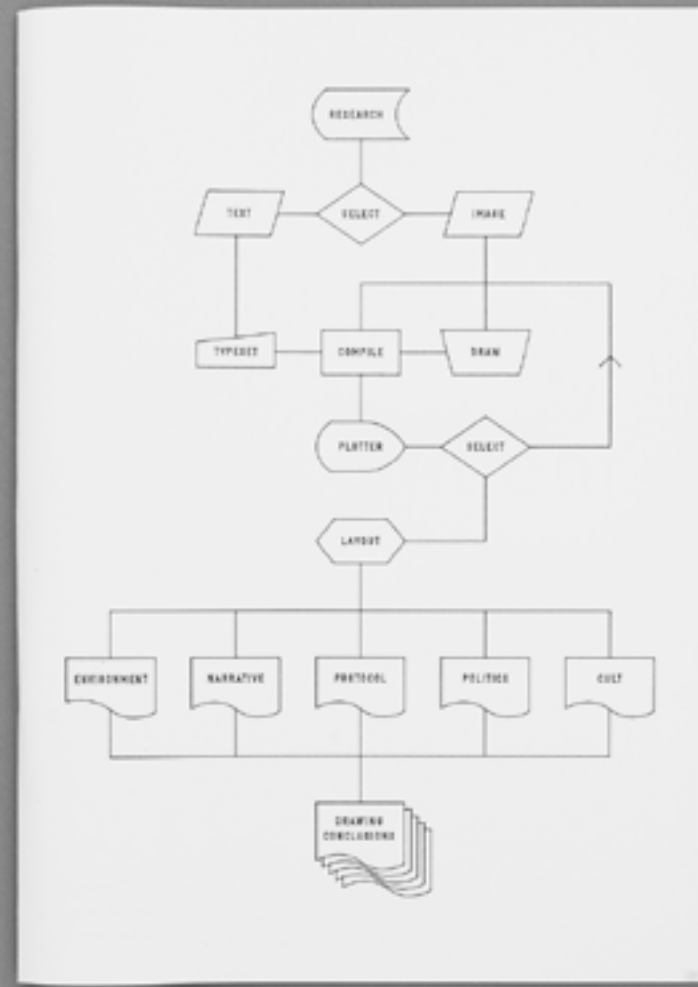 RESEARCH
TEXT
SELECT
IMAGE
TYPESET
COMPILE
DRAW
PLOTTER
SELECT
LAYOUT
ENVIRONMENT
NARRATIVE
PROTOCOL
POLITICS
CULT
DRAWING
CONCLUSIONS